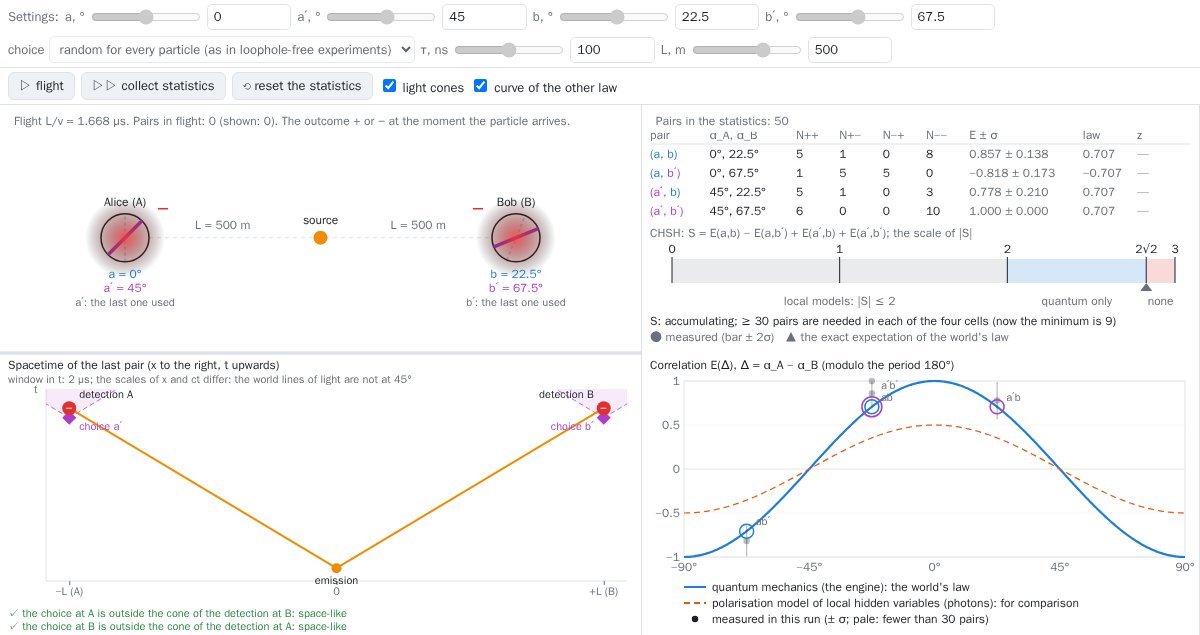 Settings: a, ° 0 a´, ° 45 b, ° 22.5 b´, ° 67.5
choice random for every particle (as in loophole-free experiments) τ, ns 100 L, m 500
▷ flight ▷▷ collect statistics ⟲ reset the statistics light cones curve of the other law
Flight L/v = 1.668 μs. Pairs in flight: 0 (shown: 0). The outcome + or − at the moment the particle arrives.
Alice (A) − − Bob (B)
L = 500 m source L = 500 m
a = 0° b = 22.5°
a´ = 45° b´ = 67.5°
a´: the last one used b´: the last one used
Pairs in the statistics: 50
pair α_A, α_B N++ N+− N−+ N−− E ± σ law z
(a, b) 0°, 22.5° 5 1 0 8 0.857 ± 0.138 0.707 —
(a, b´) 0°, 67.5° 1 5 5 0 −0.818 ± 0.173 −0.707 —
(a´, b) 45°, 22.5° 5 1 0 3 0.778 ± 0.210 0.707 —
(a´, b´) 45°, 67.5° 6 0 0 10 1.000 ± 0.000 0.707 —
CHSH: S = E(a,b) − E(a,b´) + E(a´,b) + E(a´,b´); the scale of |S|
0 1 2 2√2 3
local models: |S| ≤ 2 quantum only none
S: accumulating; ≥ 30 pairs are needed in each of the four cells (now the minimum is 9)
measured (bar ± 2σ) the exact expectation of the world's law
Spacetime of the last pair (x to the right, t upwards)
window in t: 2 μs; the scales of x and ct differ: the world lines of light are not at 45°
t
detection A detection B
− −
choice a´ choice b´
emission
−L (A) 0 +L (B)
✓ the choice at A is outside the cone of the detection at B: space-like
✓ the choice at B is outside the cone of the detection at A: space-like
Correlation E(Δ), Δ = α_A − α_B (modulo the period 180°)
1
0.5
0
−0.5
−1
a´b´
ab
a´b
ab´
−90° −45° 0° 45° 90°
quantum mechanics (the engine): the world's law
polarisation model of local hidden variables (photons): for comparison
measured in this run (± σ; pale: fewer than 30 pairs)